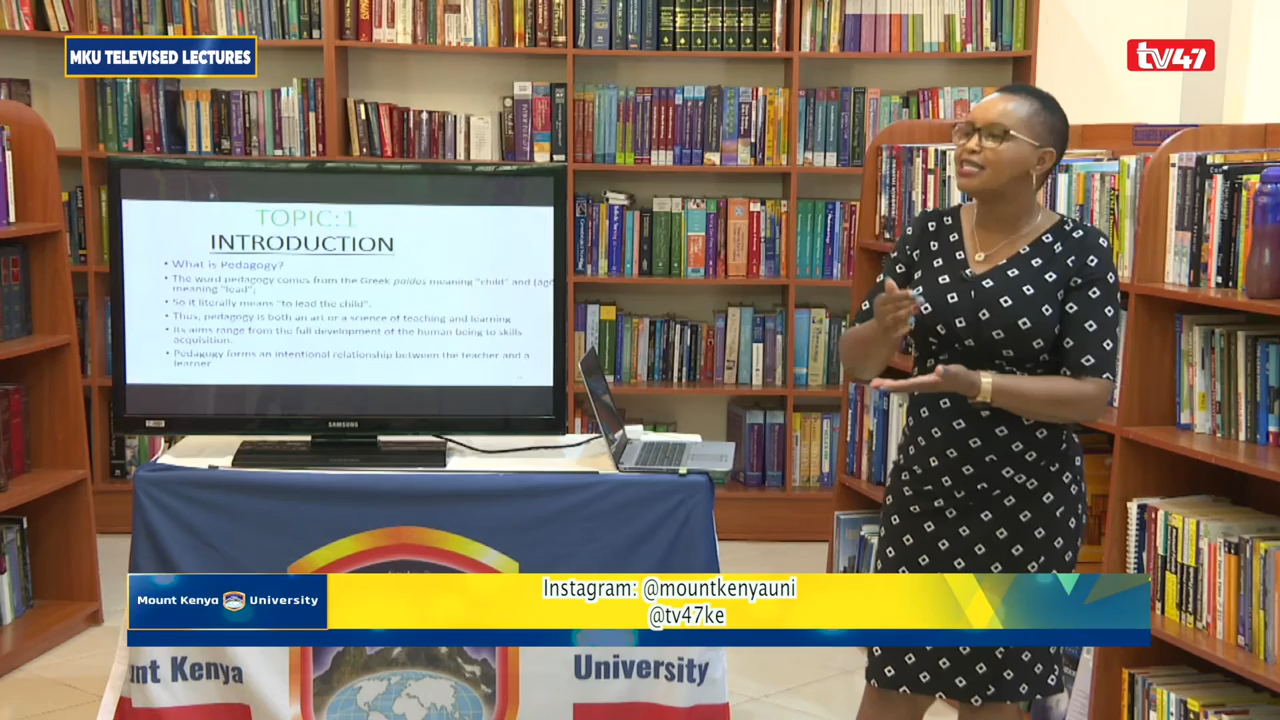 MKU TELEVISED LECTURES
tv47
TOPIC:1
INTRODUCTION
• What is Pedagogy?
• The word pedagogy comes from the Greek paidos meaning "child" and (ágō
meaning "lead";
• So it literally means "to lead the child".
• Thus, pedagogy is both an art or a science of teaching and learning
• Its aims range from the full development of the human being to skills
acquisition.
• Pedagogy forms an intentional relationship between the teacher and a
learner
SAMSUNG
Instagram: @mountkenyauni
@tv47ke
Mount Kenya University
unt Kenya
University